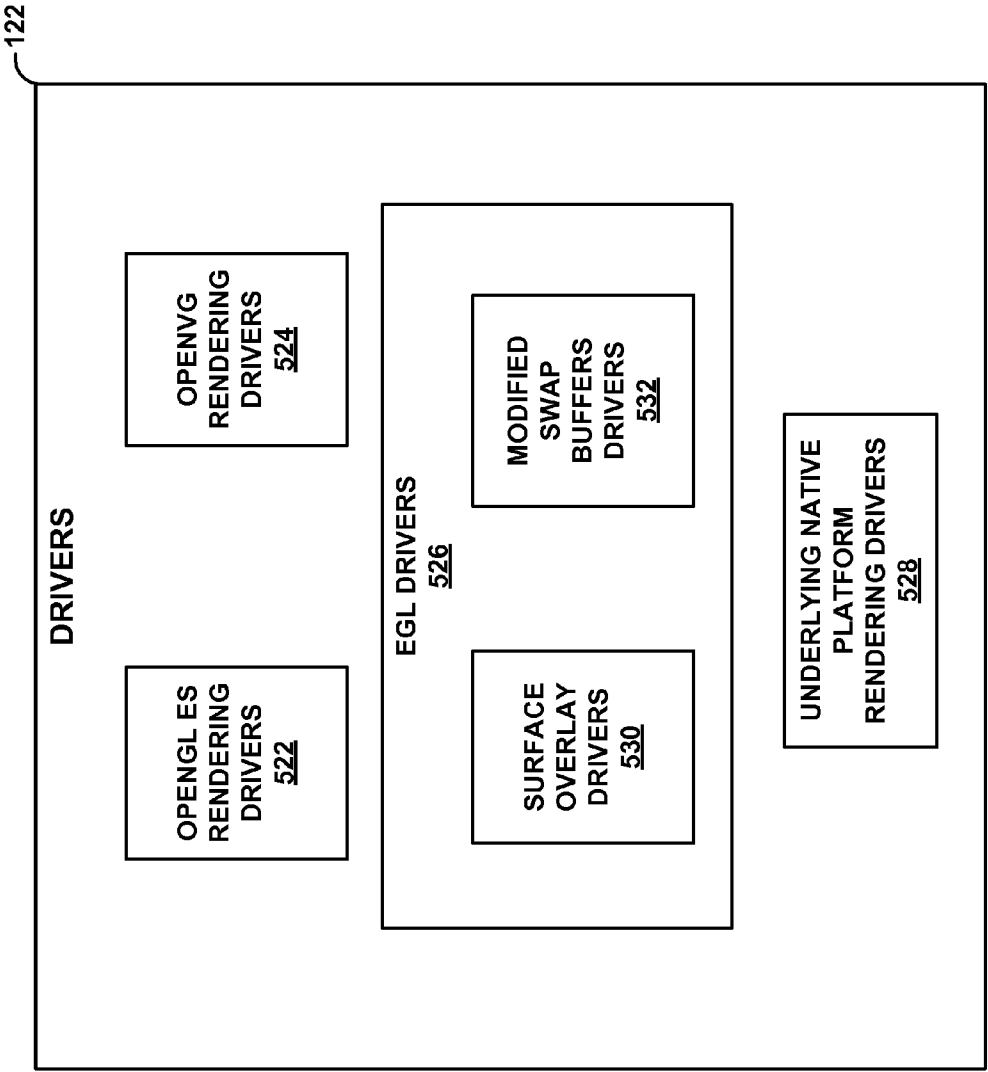 122
DRIVERS
OPENGL ES
RENDERING
DRIVERS
522
OPENVG
RENDERING
DRIVERS
524
EGL DRIVERS
526
SURFACE
OVERLAY
DRIVERS
530
MODIFIED
SWAP
BUFFERS
DRIVERS
532
UNDERLYING NATIVE
PLATFORM
RENDERING DRIVERS
528